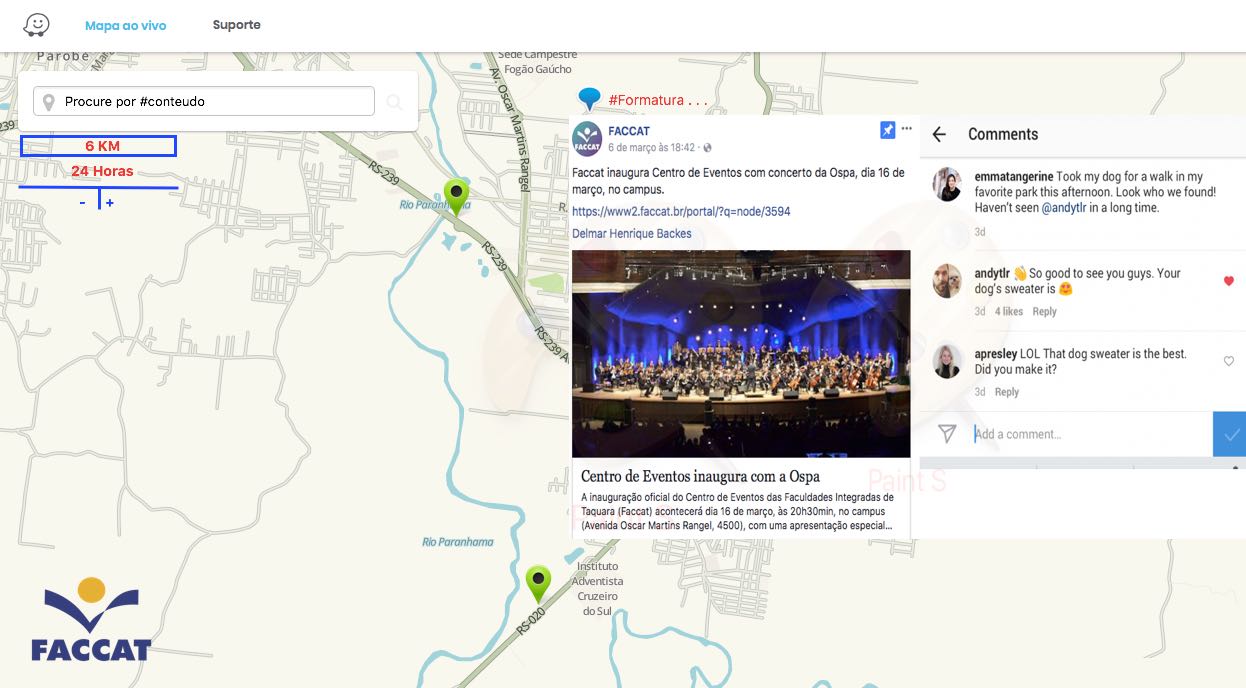 Mapa ao vivo
Suporte
Parobé
Sede Campestre
Fogão Gaúcho
Av. Oscar Martins Rangel
Procure por #conteudo
239
6 KM
24 Horas
- +
RS-239
Rio Paranhama
RS-239
RS-239
#Formatura . . .
FACCAT
FACCAT
6 de março às 18:42 ·
Faccat inaugura Centro de Eventos com concerto da Ospa, dia 16 de
março, no campus.
https://www2.faccat.br/portal/?q=node/3594
Delmar Henrique Backes
Centro de Eventos inaugura com a Ospa
A inauguração oficial do Centro de Eventos das Faculdades Integradas de
Taquara (Faccat) acontecerá dia 16 de março, às 20h30min, no campus
(Avenida Oscar Martins Rangel, 4500), com uma apresentação especial...
Comments
emmatangerine Took my dog for a walk in my
favorite park this afternoon. Look who we found!
Haven't seen @andytlr in a long time.
3d
andytlr 👋 So good to see you guys. Your
dog's sweater is 😍
3d 4 likes Reply
apresley LOL That dog sweater is the best.
Did you make it?
3d Reply
Add a comment...
Paint S
Rio Paranhama
Instituto
Adventista
Cruzeiro
do Sul
RS-020
FACCAT